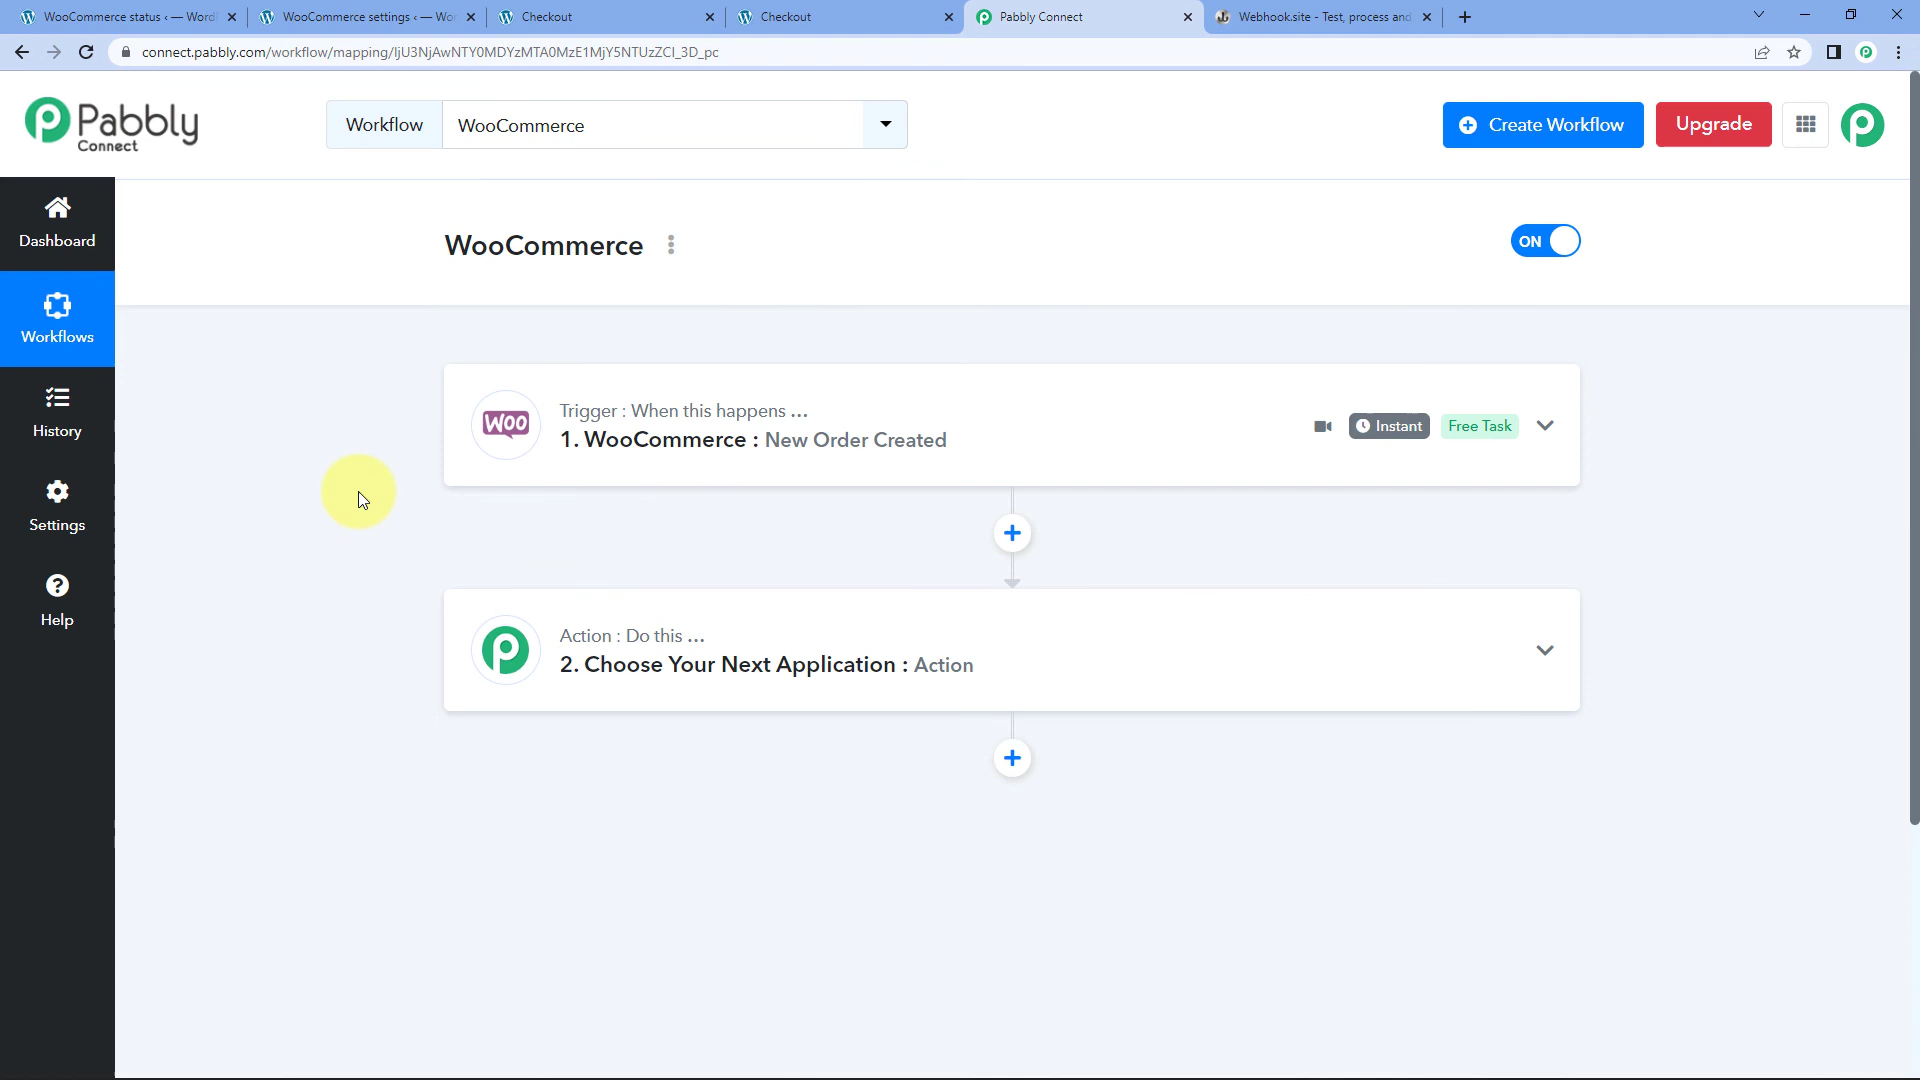 WooCommerce status ‹ — Word
WooCommerce settings ‹ — Wor
Checkout
Checkout
Pabbly Connect
Webhook.site - Test, process and
connect.pabbly.com/workflow/mapping/IjU3NjAwNTY0MDYzMTA0MzE1MjY5NTUzZCI_3D_pc
Pabbly
Connect
Workflow
WooCommerce
Create Workflow
Upgrade
Dashboard
Workflows
History
Settings
Help
WooCommerce
ON
WOO
Trigger : When this happens ...
1. WooCommerce : New Order Created
Instant
Free Task
Action : Do this ...
2. Choose Your Next Application : Action